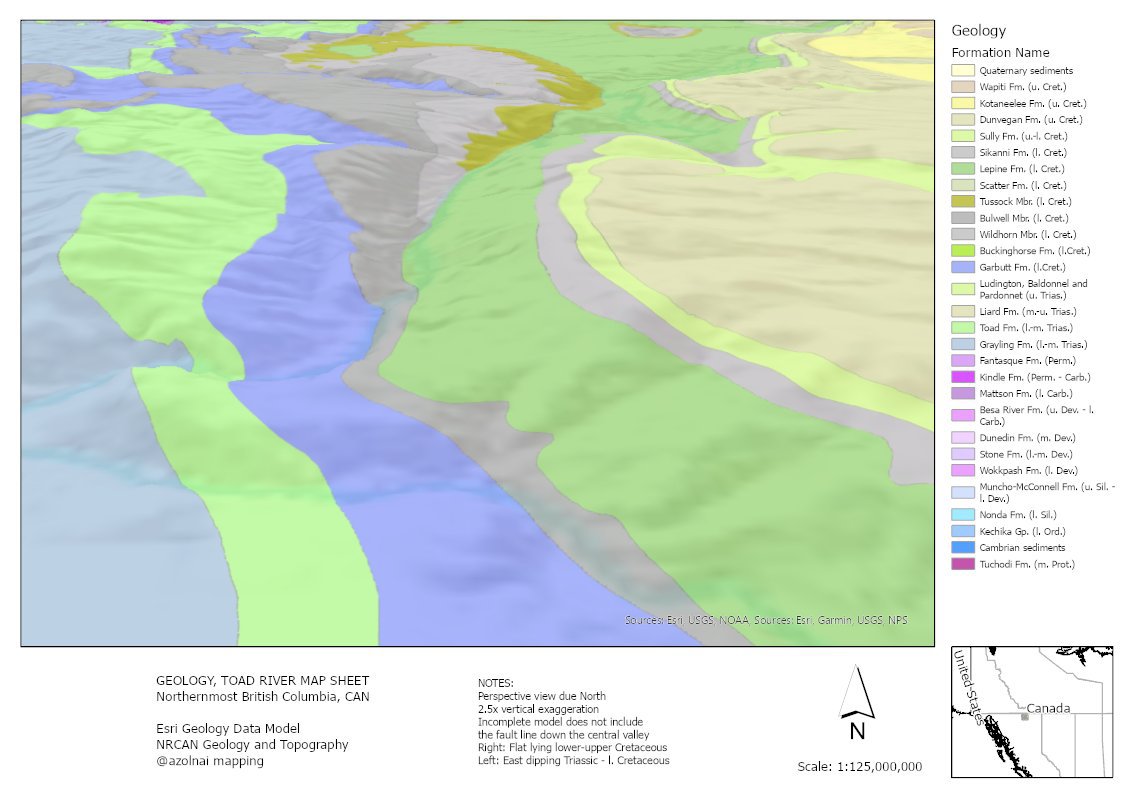 Geology
Formation Name
Quaternary sediments
Wapiti Fm. (u. Cret.)
Kotaneelee Fm. (u. Cret.)
Dunvegan Fm. (u. Cret.)
Sully Fm. (u.-l. Cret.)
Sikanni Fm. (l. Cret.)
Lepine Fm. (l. Cret.)
Scatter Fm. (l. Cret.)
Tussock Mbr. (l. Cret.)
Bulwell Mbr. (l. Cret.)
Wildhorn Mbr. (l. Cret.)
Buckinghorse Fm. (l.Cret.)
Garbutt Fm. (l.Cret.)
Ludington, Baldonnel and
Pardonnet (u. Trias.)
Liard Fm. (m.-u. Trias.)
Toad Fm. (l.-m. Trias.)
Grayling Fm. (l.-m. Trias.)
Fantasque Fm. (Perm.)
Kindle Fm. (Perm. - Carb.)
Mattson Fm. (l. Carb.)
Besa River Fm. (u. Dev. - l.
Carb.)
Dunedin Fm. (m. Dev.)
Stone Fm. (l.-m. Dev.)
Wokkpash Fm. (l. Dev.)
Muncho-McConnell Fm. (u. Sil. -
l. Dev.)
Nonda Fm. (l. Sil.)
Kechika Gp. (l. Ord.)
Cambrian sediments
Tuchodi Fm. (m. Prot.)
Sources: Esri, USGS, NOAA, Sources: Esri, Garmin, USGS, NPS
GEOLOGY, TOAD RIVER MAP SHEET
Northernmost British Columbia, CAN
Esri Geology Data Model
NRCAN Geology and Topography
@azolnai mapping
NOTES:
Perspective view due North
2.5x vertical exaggeration
Incomplete model does not include
the fault line down the central valley
Right: Flat lying lower-upper Cretaceous
Left: East dipping Triassic - l. Cretaceous
N
Scale: 1:125,000,000
United States
Canada